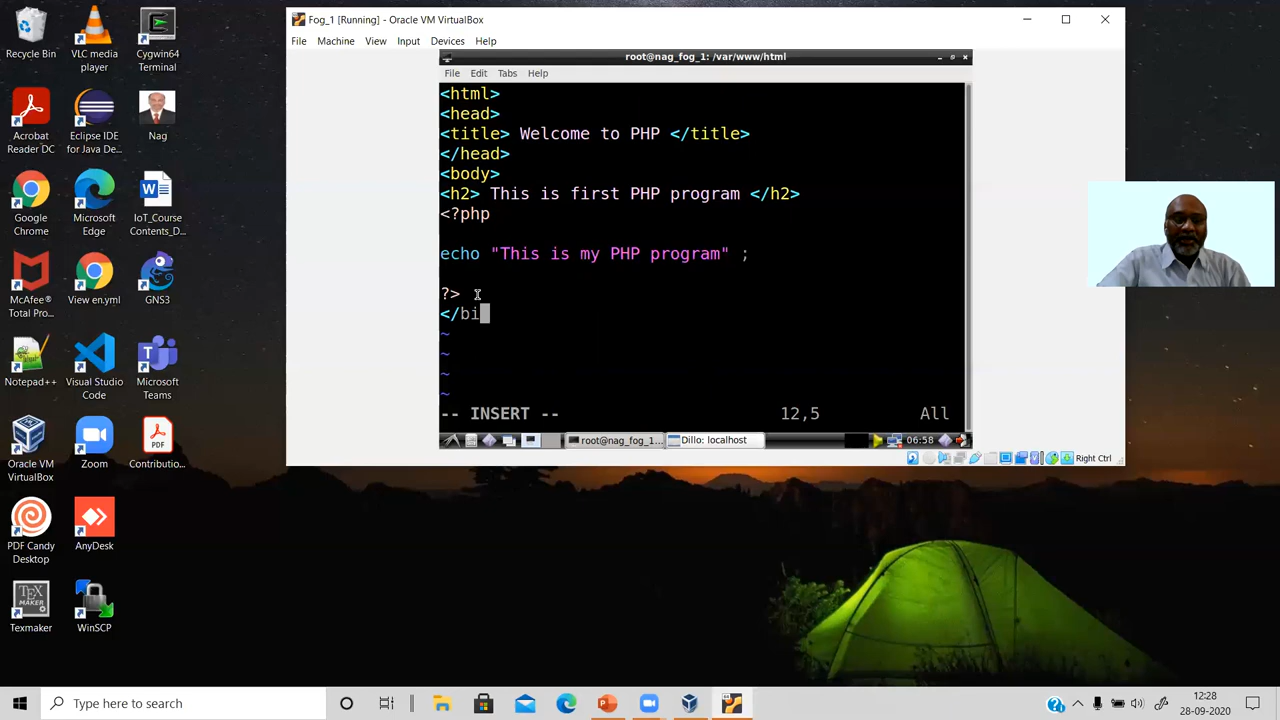 Fog_1 [Running] - Oracle VM VirtualBox
File Machine View Input Devices Help
root@nag_fog_1: /var/www/html
File Edit Tabs Help
<html>
<head>
<title> Welcome to PHP </title>
</head>
<body>
<h2> This is first PHP program </h2>
<?php
echo "This is my PHP program" ;
?>
</bi
~
~
~
~
-- INSERT -- 12,5 All
root@nag_fog_1... Dillo: localhost 06:58
Right Ctrl
Recycle Bin
VLC media player
Cygwin64 Terminal
Acrobat Reader DC
Eclipse IDE for Java De...
Nag
Google Chrome
Microsoft Edge
IoT_Course Contents_D...
McAfee® Total Pro...
View en.yml
GNS3
Notepad++
Visual Studio Code
Microsoft Teams
Oracle VM VirtualBox
Zoom
Contributio...
PDF Candy Desktop
AnyDesk
Texmaker
WinSCP
Type here to search
12:28
28-09-2020